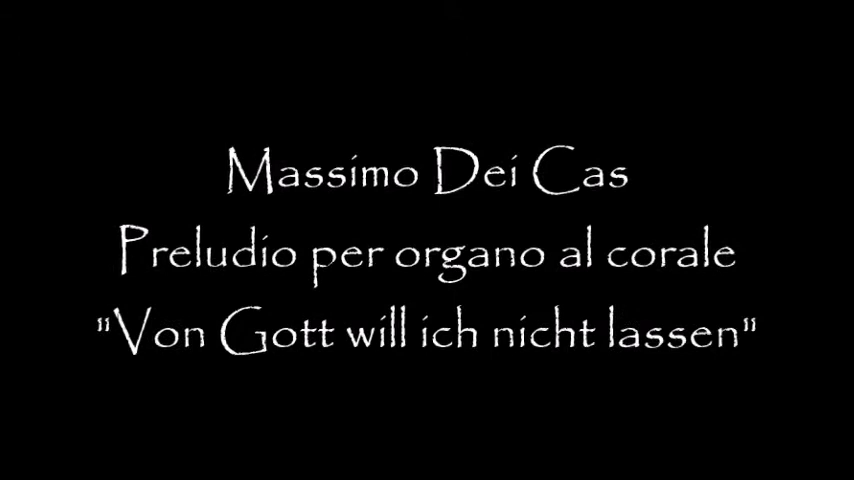 Massimo Dei Cas
Preludio per organo al corale
"Von Gott will ich nicht lassen"